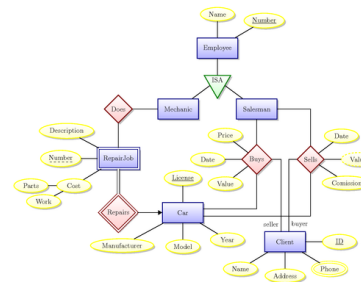 Name
Number
Employee
ISA
Does
Mechanic
Salesman
Description
Price
Date
Number
RepairJob
Date
Buys
Sells
Value
Parts
Cost
License
Value
Comission
Work
Repairs
Car
seller
buyer
Manufacturer
Model
Year
Client
ID
Name
Address
Phone